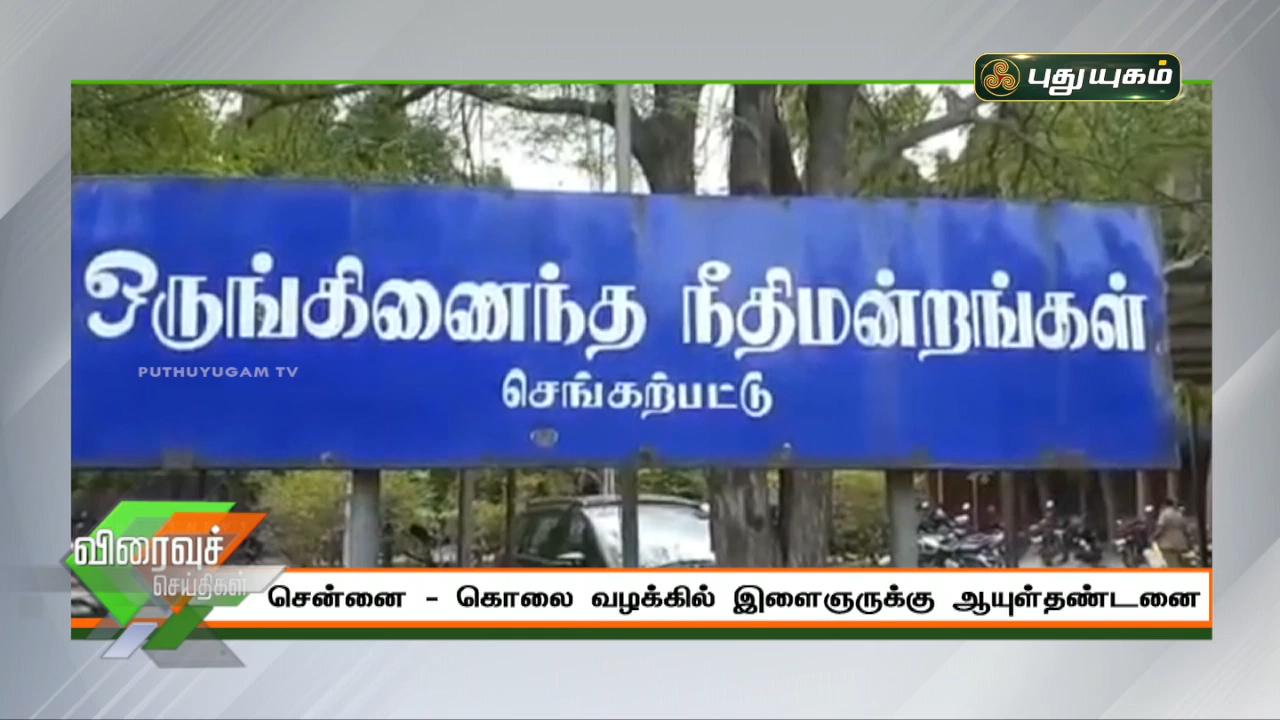 புதுயுகம்
ஒருங்கிணைந்த நீதிமன்றங்கள்
PUTHUYUGAM TV
செங்கற்பட்டு
விரைவுச்
செய்திகள்
சென்னை - கொலை வழக்கில் இளைஞருக்கு ஆயுள்தண்டனை